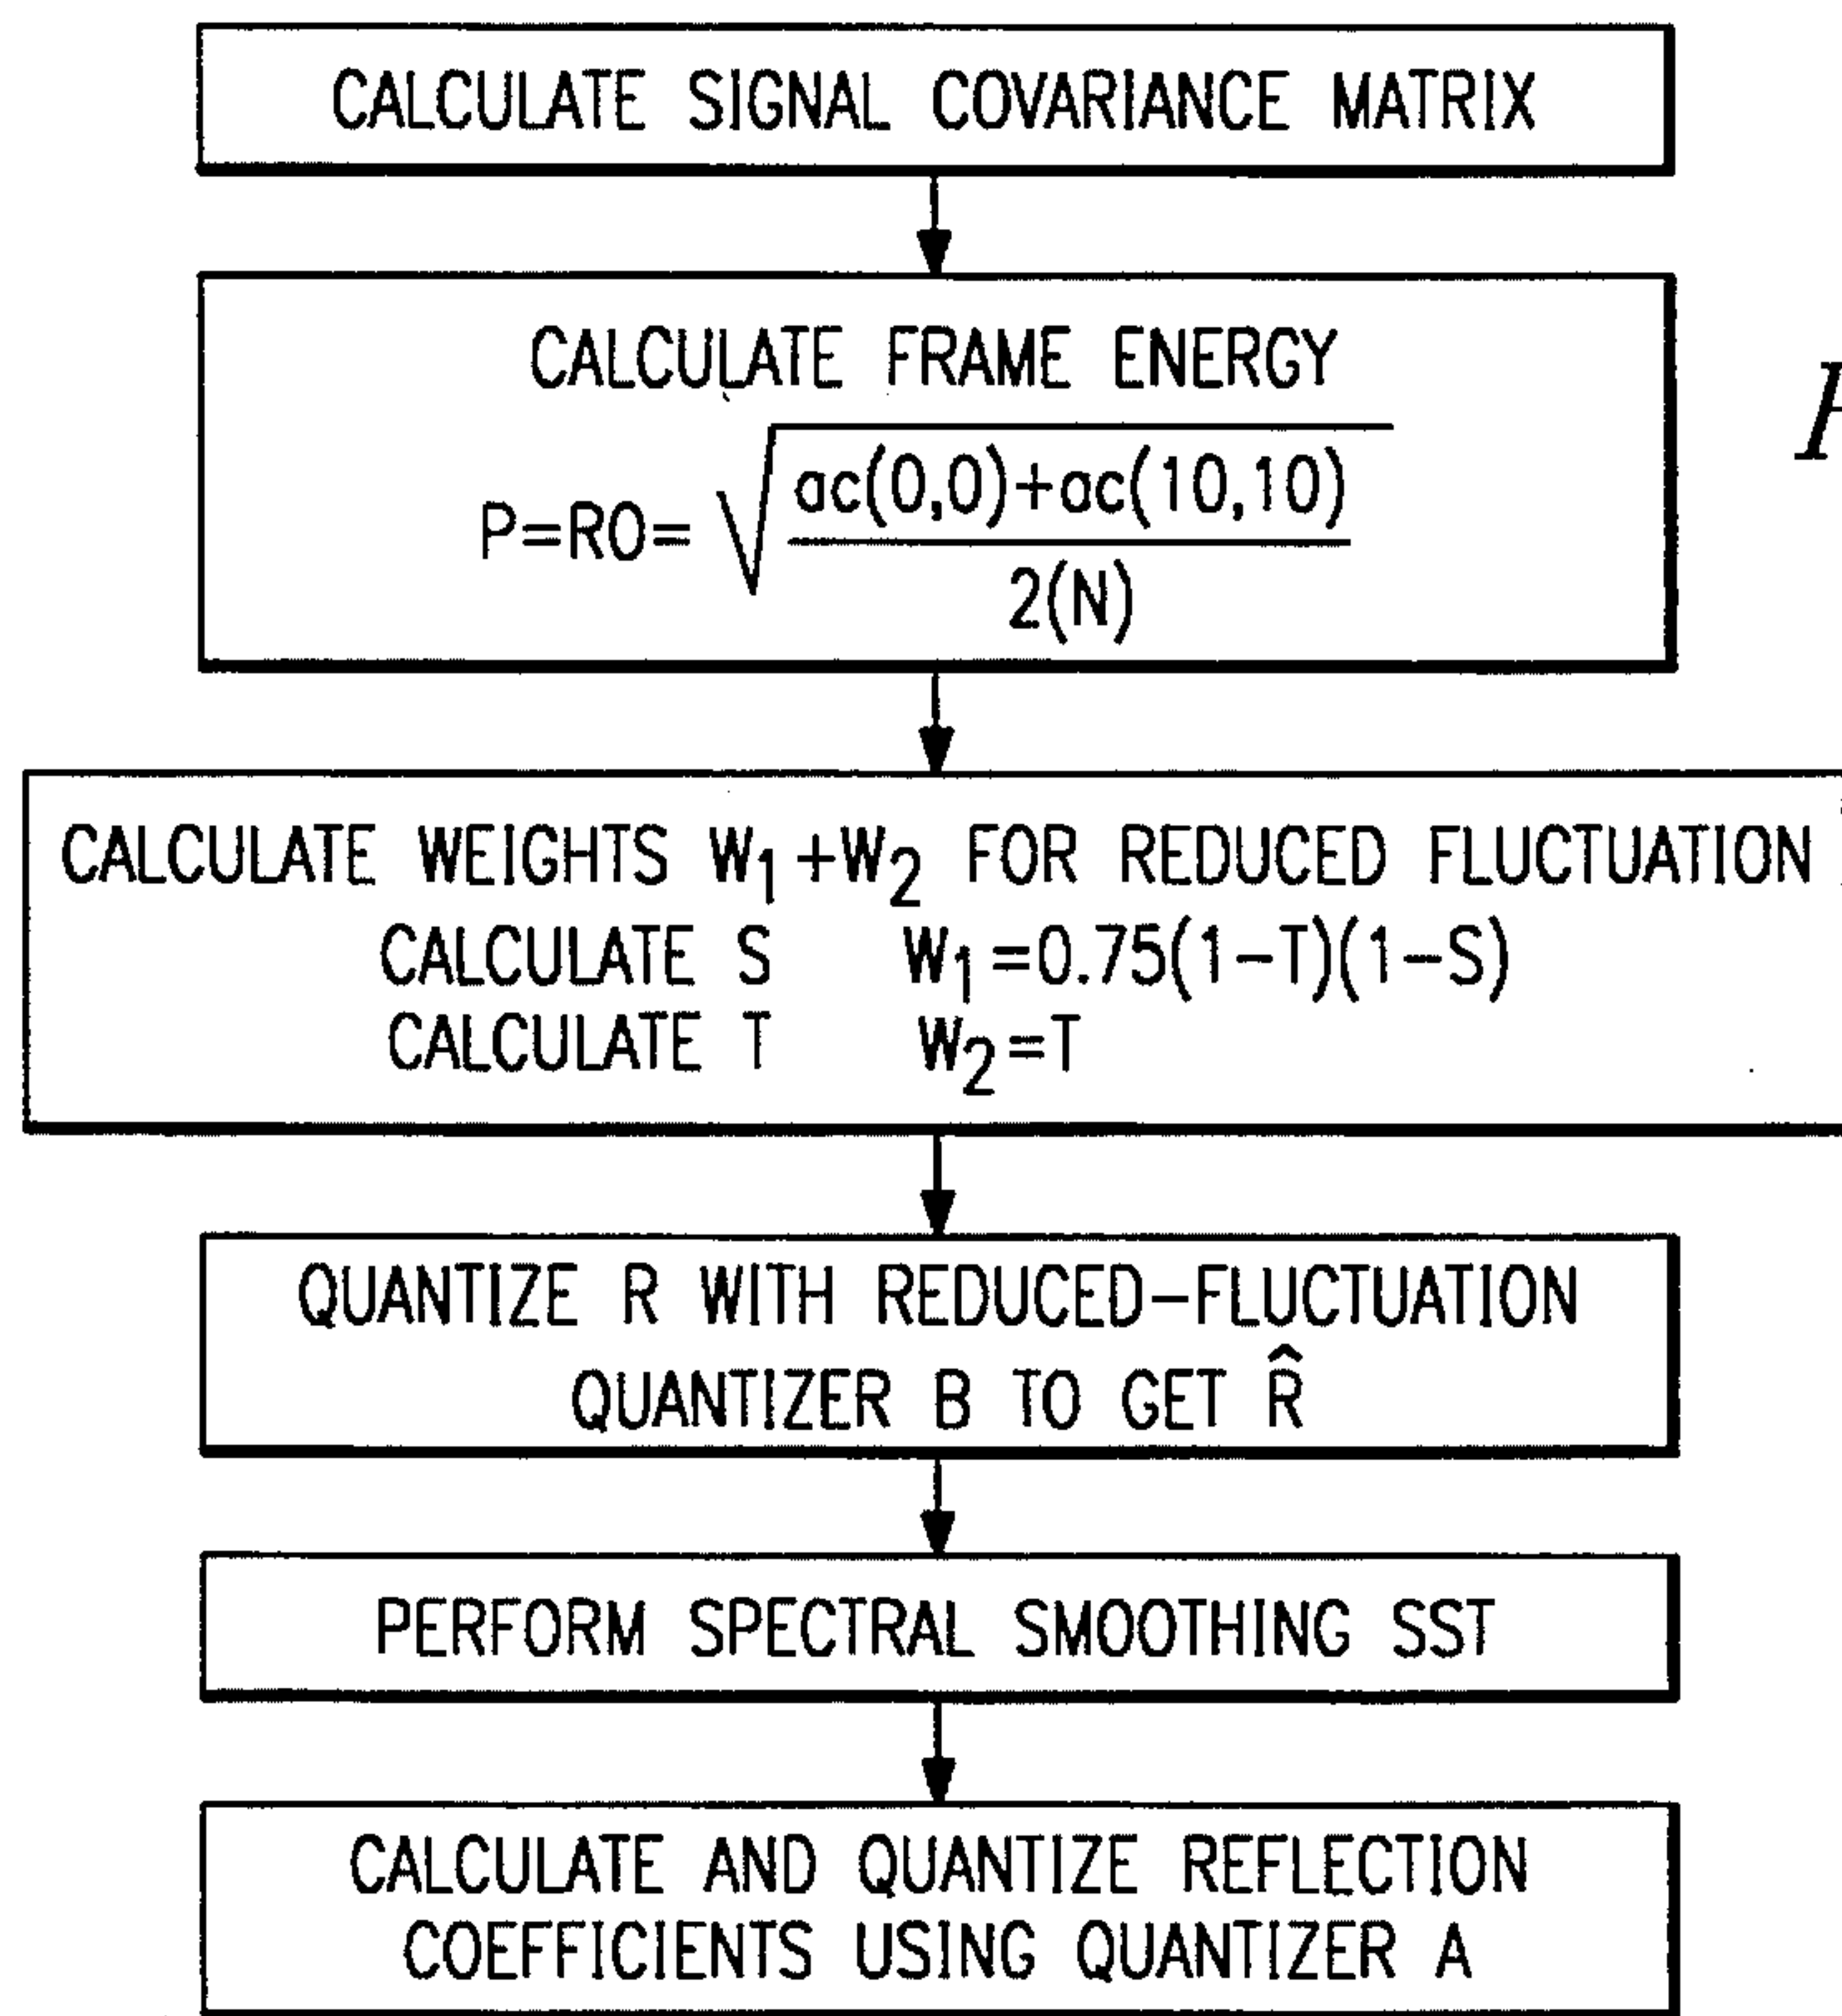 CALCULATE SIGNAL COVARIANCE MATRIX
CALCULATE FRAME ENERGY
P=RO= √ ac(0,0)+ac(10,10)
2(N)
CALCULATE WEIGHTS W₁+W₂ FOR REDUCED FLUCTUATION
CALCULATE S W₁=0.75(1-T)(1-S)
CALCULATE T W₂=T
QUANTIZE R WITH REDUCED-FLUCTUATION
QUANTIZER B TO GET R̂
PERFORM SPECTRAL SMOOTHING SST
CALCULATE AND QUANTIZE REFLECTION
COEFFICIENTS USING QUANTIZER A